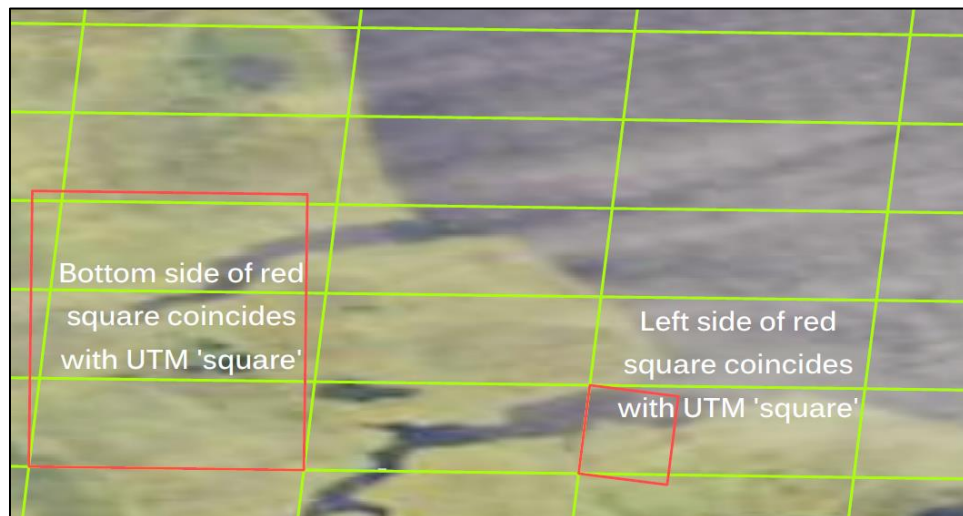 Bottom side of red
square coincides
with UTM 'square'
Left side of red
square coincides
with UTM 'square'